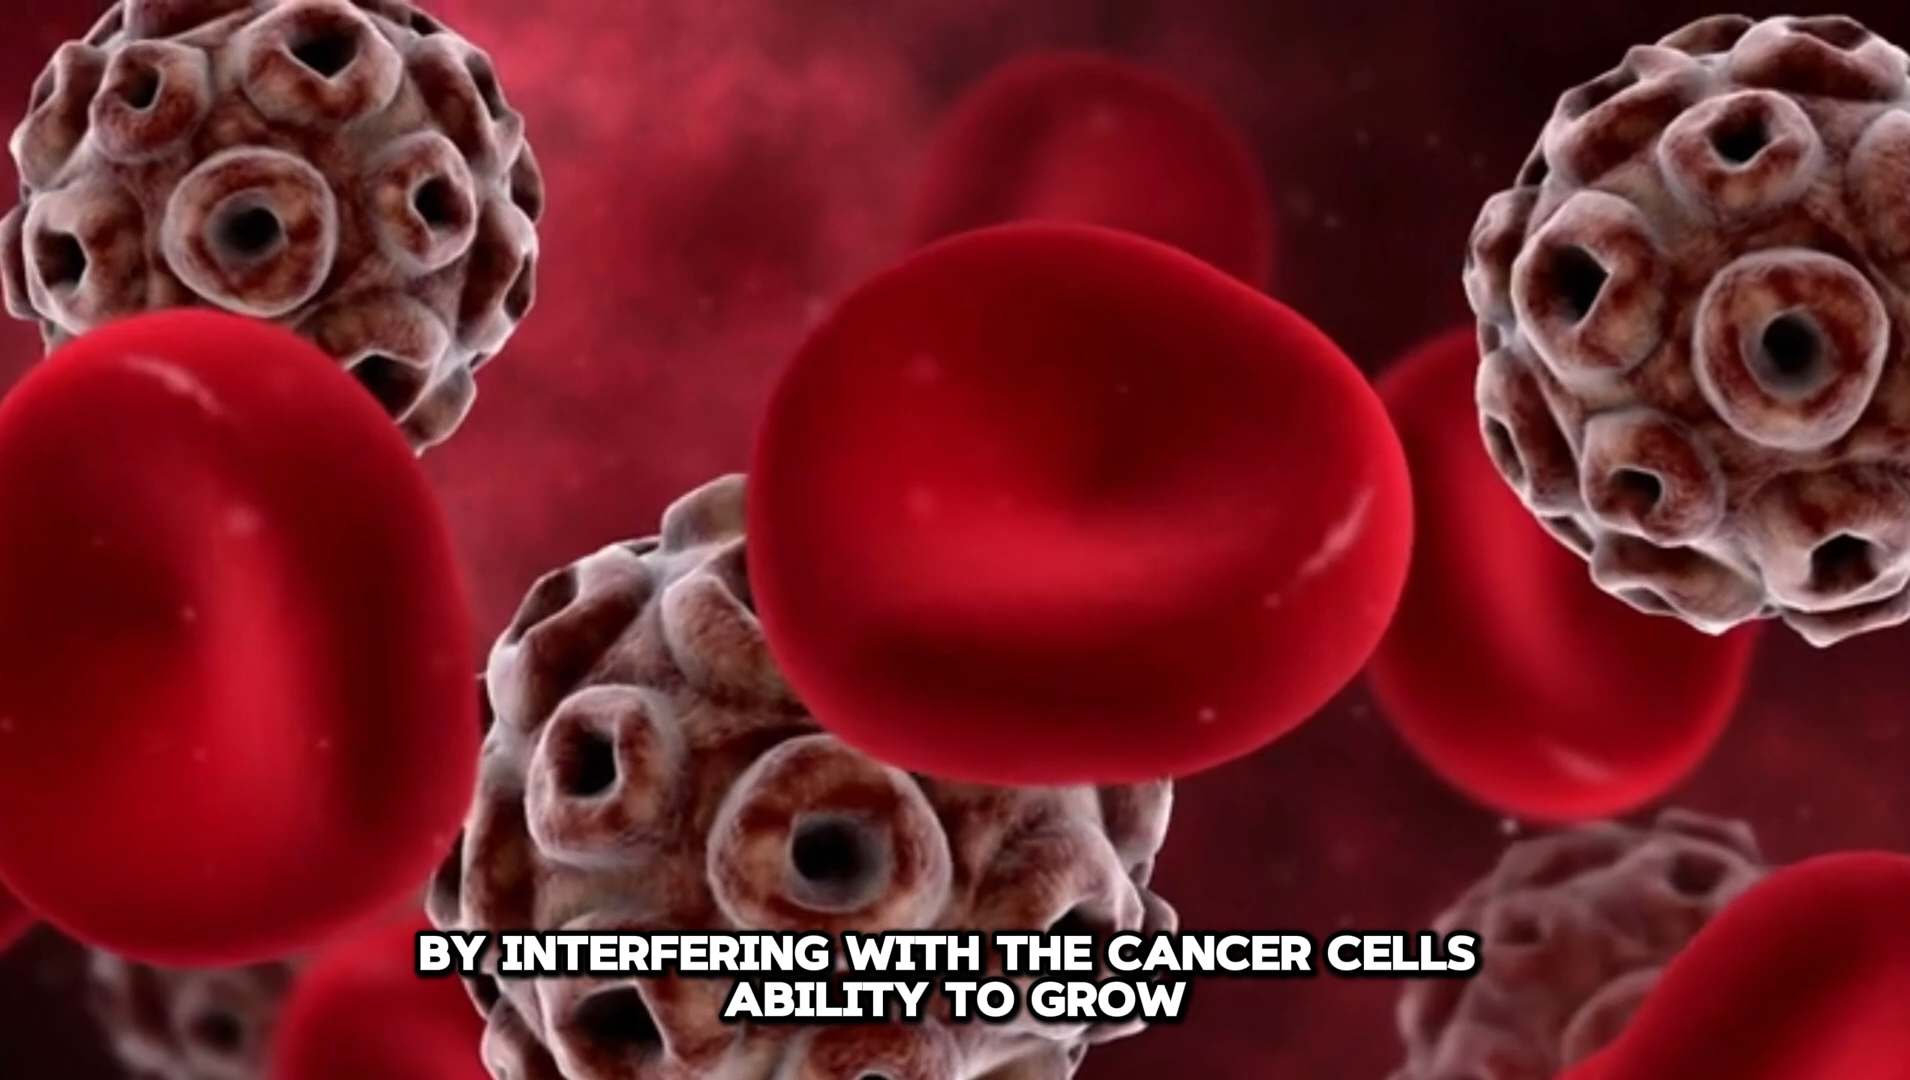 BY INTERFERING WITH THE CANCER CELLS
ABILITY TO GROW